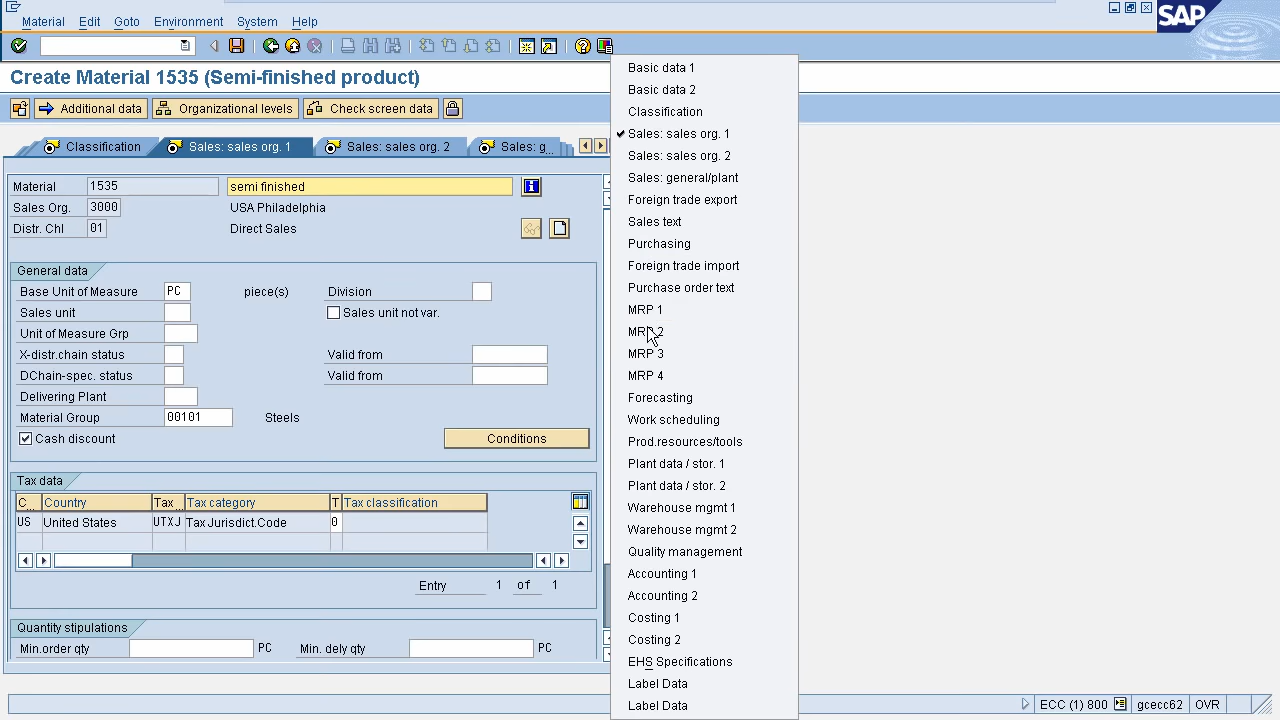 Material Edit Goto Environment System Help
SAP
Create Material 1535 (Semi-finished product)
Additional data Organizational levels Check screen data
Classification Sales: sales org. 1 Sales: sales org. 2 Sales: g...
Material 1535 semi finished
Sales Org. 3000 USA Philadelphia
Distr. Chl 01 Direct Sales
General data
Base Unit of Measure PC piece(s) Division
Sales unit Sales unit not var.
Unit of Measure Grp
X-distr.chain status Valid from
DChain-spec. status Valid from
Delivering Plant
Material Group 00101 Steels
Cash discount Conditions
Tax data
C.. Country Tax .. Tax category T Tax classification
US United States UTXJ Tax Jurisdict.Code 0
Entry 1 of 1
Quantity stipulations
Min.order qty PC Min. dely qty PC
Basic data 1
Basic data 2
Classification
Sales: sales org. 1
Sales: sales org. 2
Sales: general/plant
Foreign trade export
Sales text
Purchasing
Foreign trade import
Purchase order text
MRP 1
MRP 2
MRP 3
MRP 4
Forecasting
Work scheduling
Prod.resources/tools
Plant data / stor. 1
Plant data / stor. 2
Warehouse mgmt 1
Warehouse mgmt 2
Quality management
Accounting 1
Accounting 2
Costing 1
Costing 2
EHS Specifications
Label Data
Label Data
ECC (1) 800 gcecc62 OVR